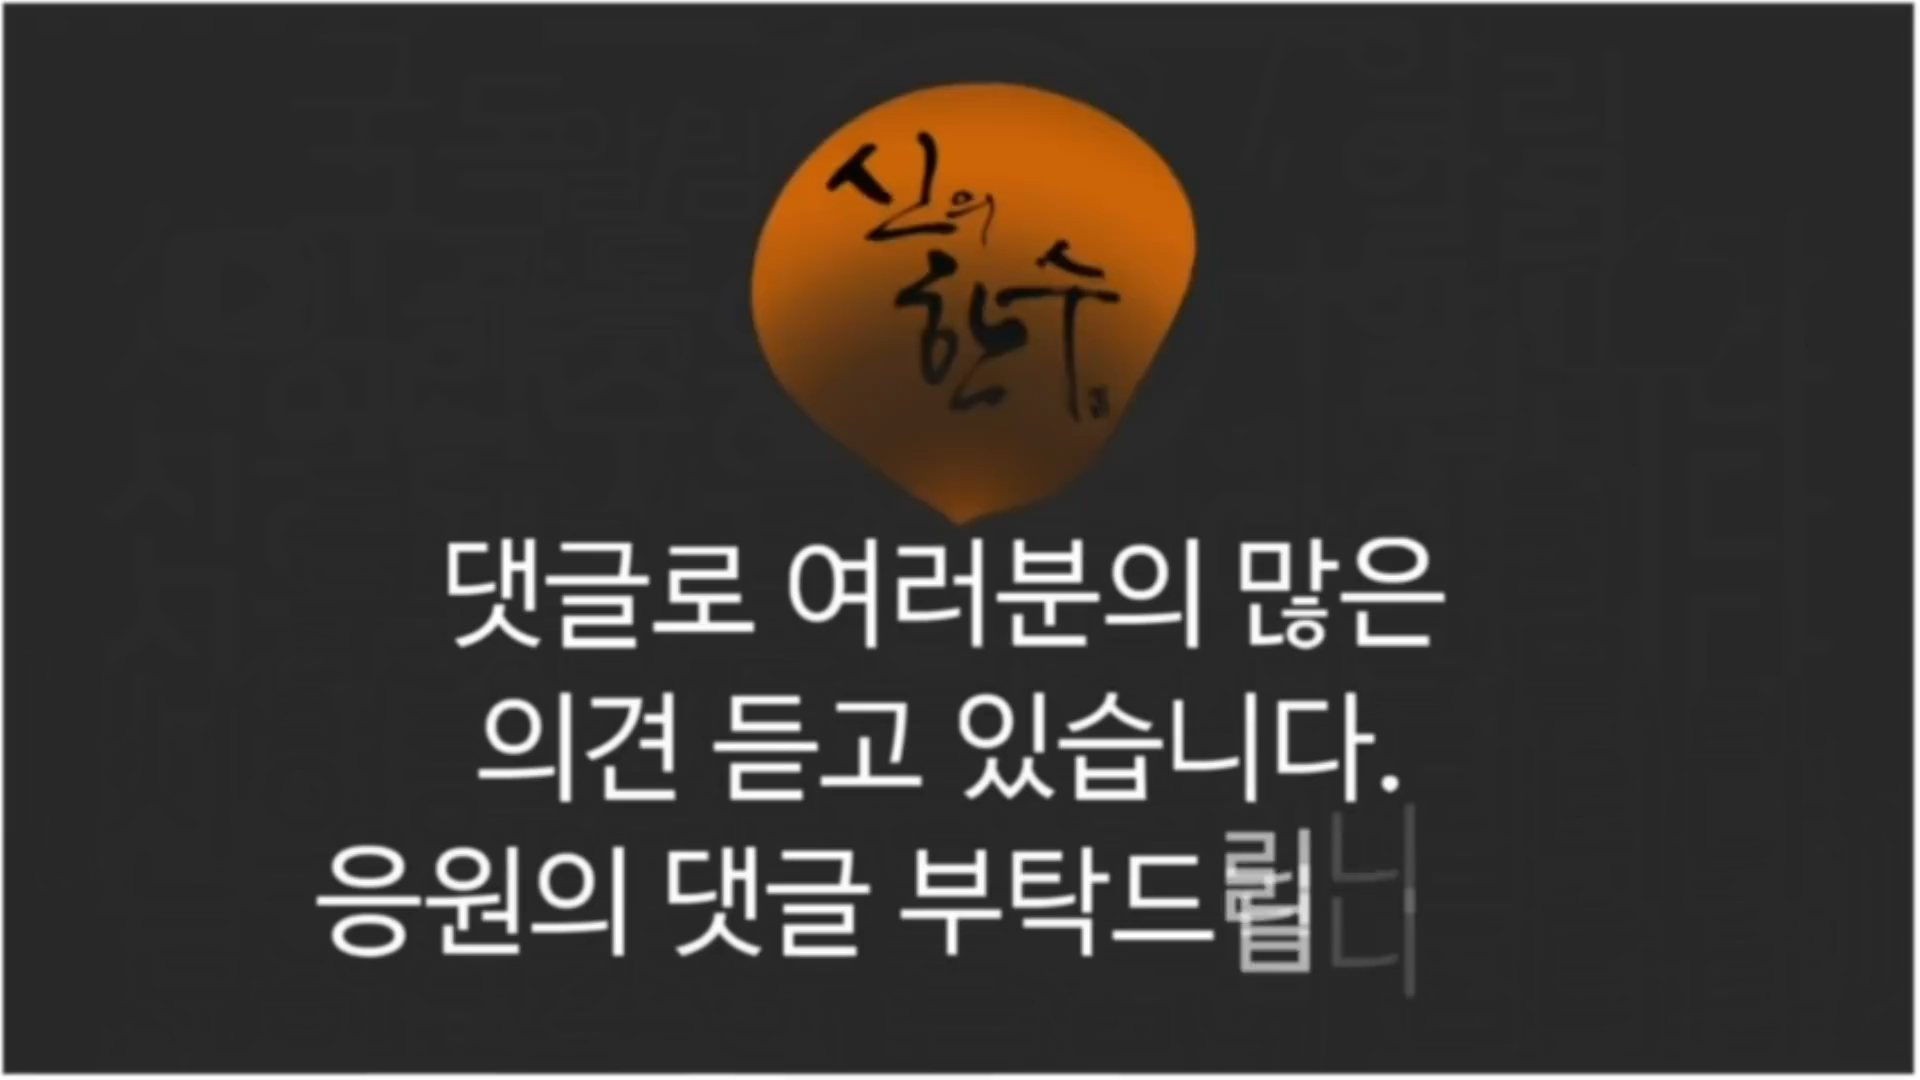 신의
한수
댓글로 여러분의 많은
의견 듣고 있습니다.
응원의 댓글 부탁드립니